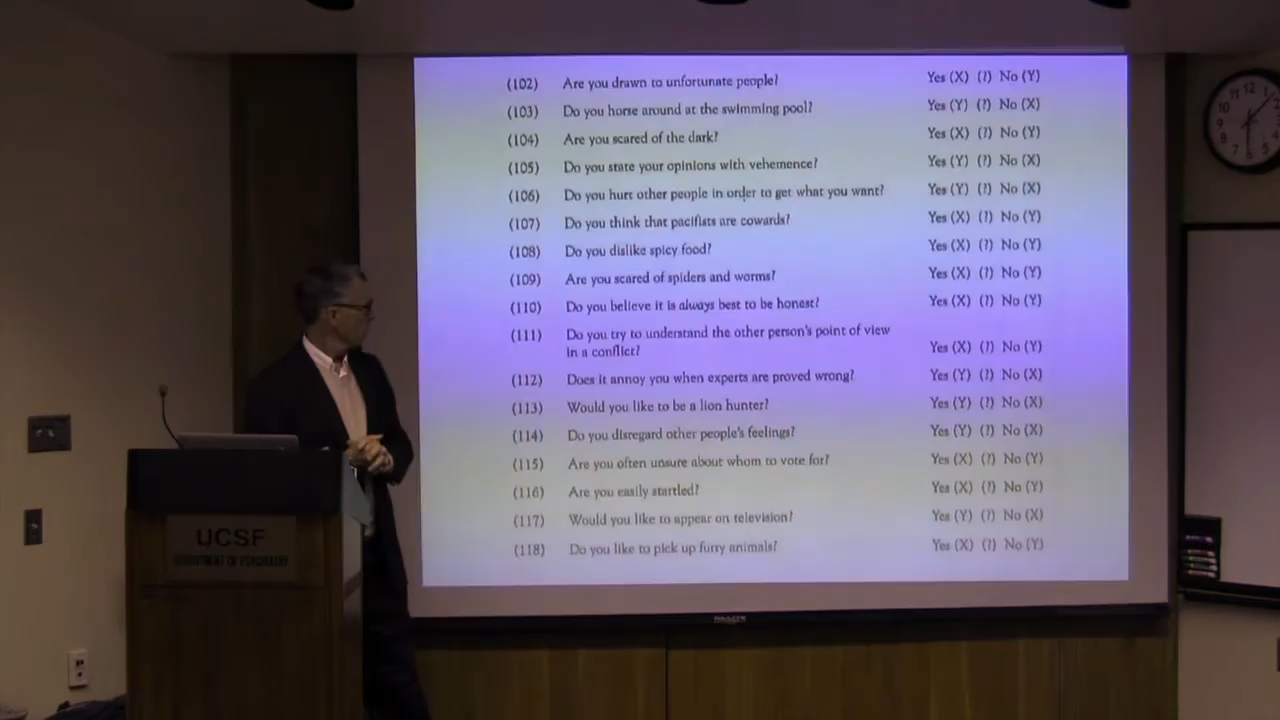 (102) Are you drawn to unfortunate people? Yes (X) (?) No (Y)
(103) Do you horse around at the swimming pool? Yes (Y) (?) No (X)
(104) Are you scared of the dark? Yes (X) (?) No (Y)
(105) Do you state your opinions with vehemence? Yes (Y) (?) No (X)
(106) Do you hurt other people in order to get what you want? Yes (Y) (?) No (X)
(107) Do you think that pacifists are cowards? Yes (X) (?) No (Y)
(108) Do you dislike spicy food? Yes (X) (?) No (Y)
(109) Are you scared of spiders and worms? Yes (X) (?) No (Y)
(110) Do you believe it is always best to be honest? Yes (X) (?) No (Y)
(111) Do you try to understand the other person's point of view
in a conflict? Yes (X) (?) No (Y)
(112) Does it annoy you when experts are proved wrong? Yes (Y) (?) No (X)
(113) Would you like to be a lion hunter? Yes (Y) (?) No (X)
(114) Do you disregard other people's feelings? Yes (Y) (?) No (X)
(115) Are you often unsure about whom to vote for? Yes (X) (?) No (Y)
(116) Are you easily startled? Yes (X) (?) No (Y)
(117) Would you like to appear on television? Yes (Y) (?) No (X)
(118) Do you like to pick up furry animals? Yes (X) (?) No (Y)
UCSF
DEPARTMENT OF PSYCHIATRY